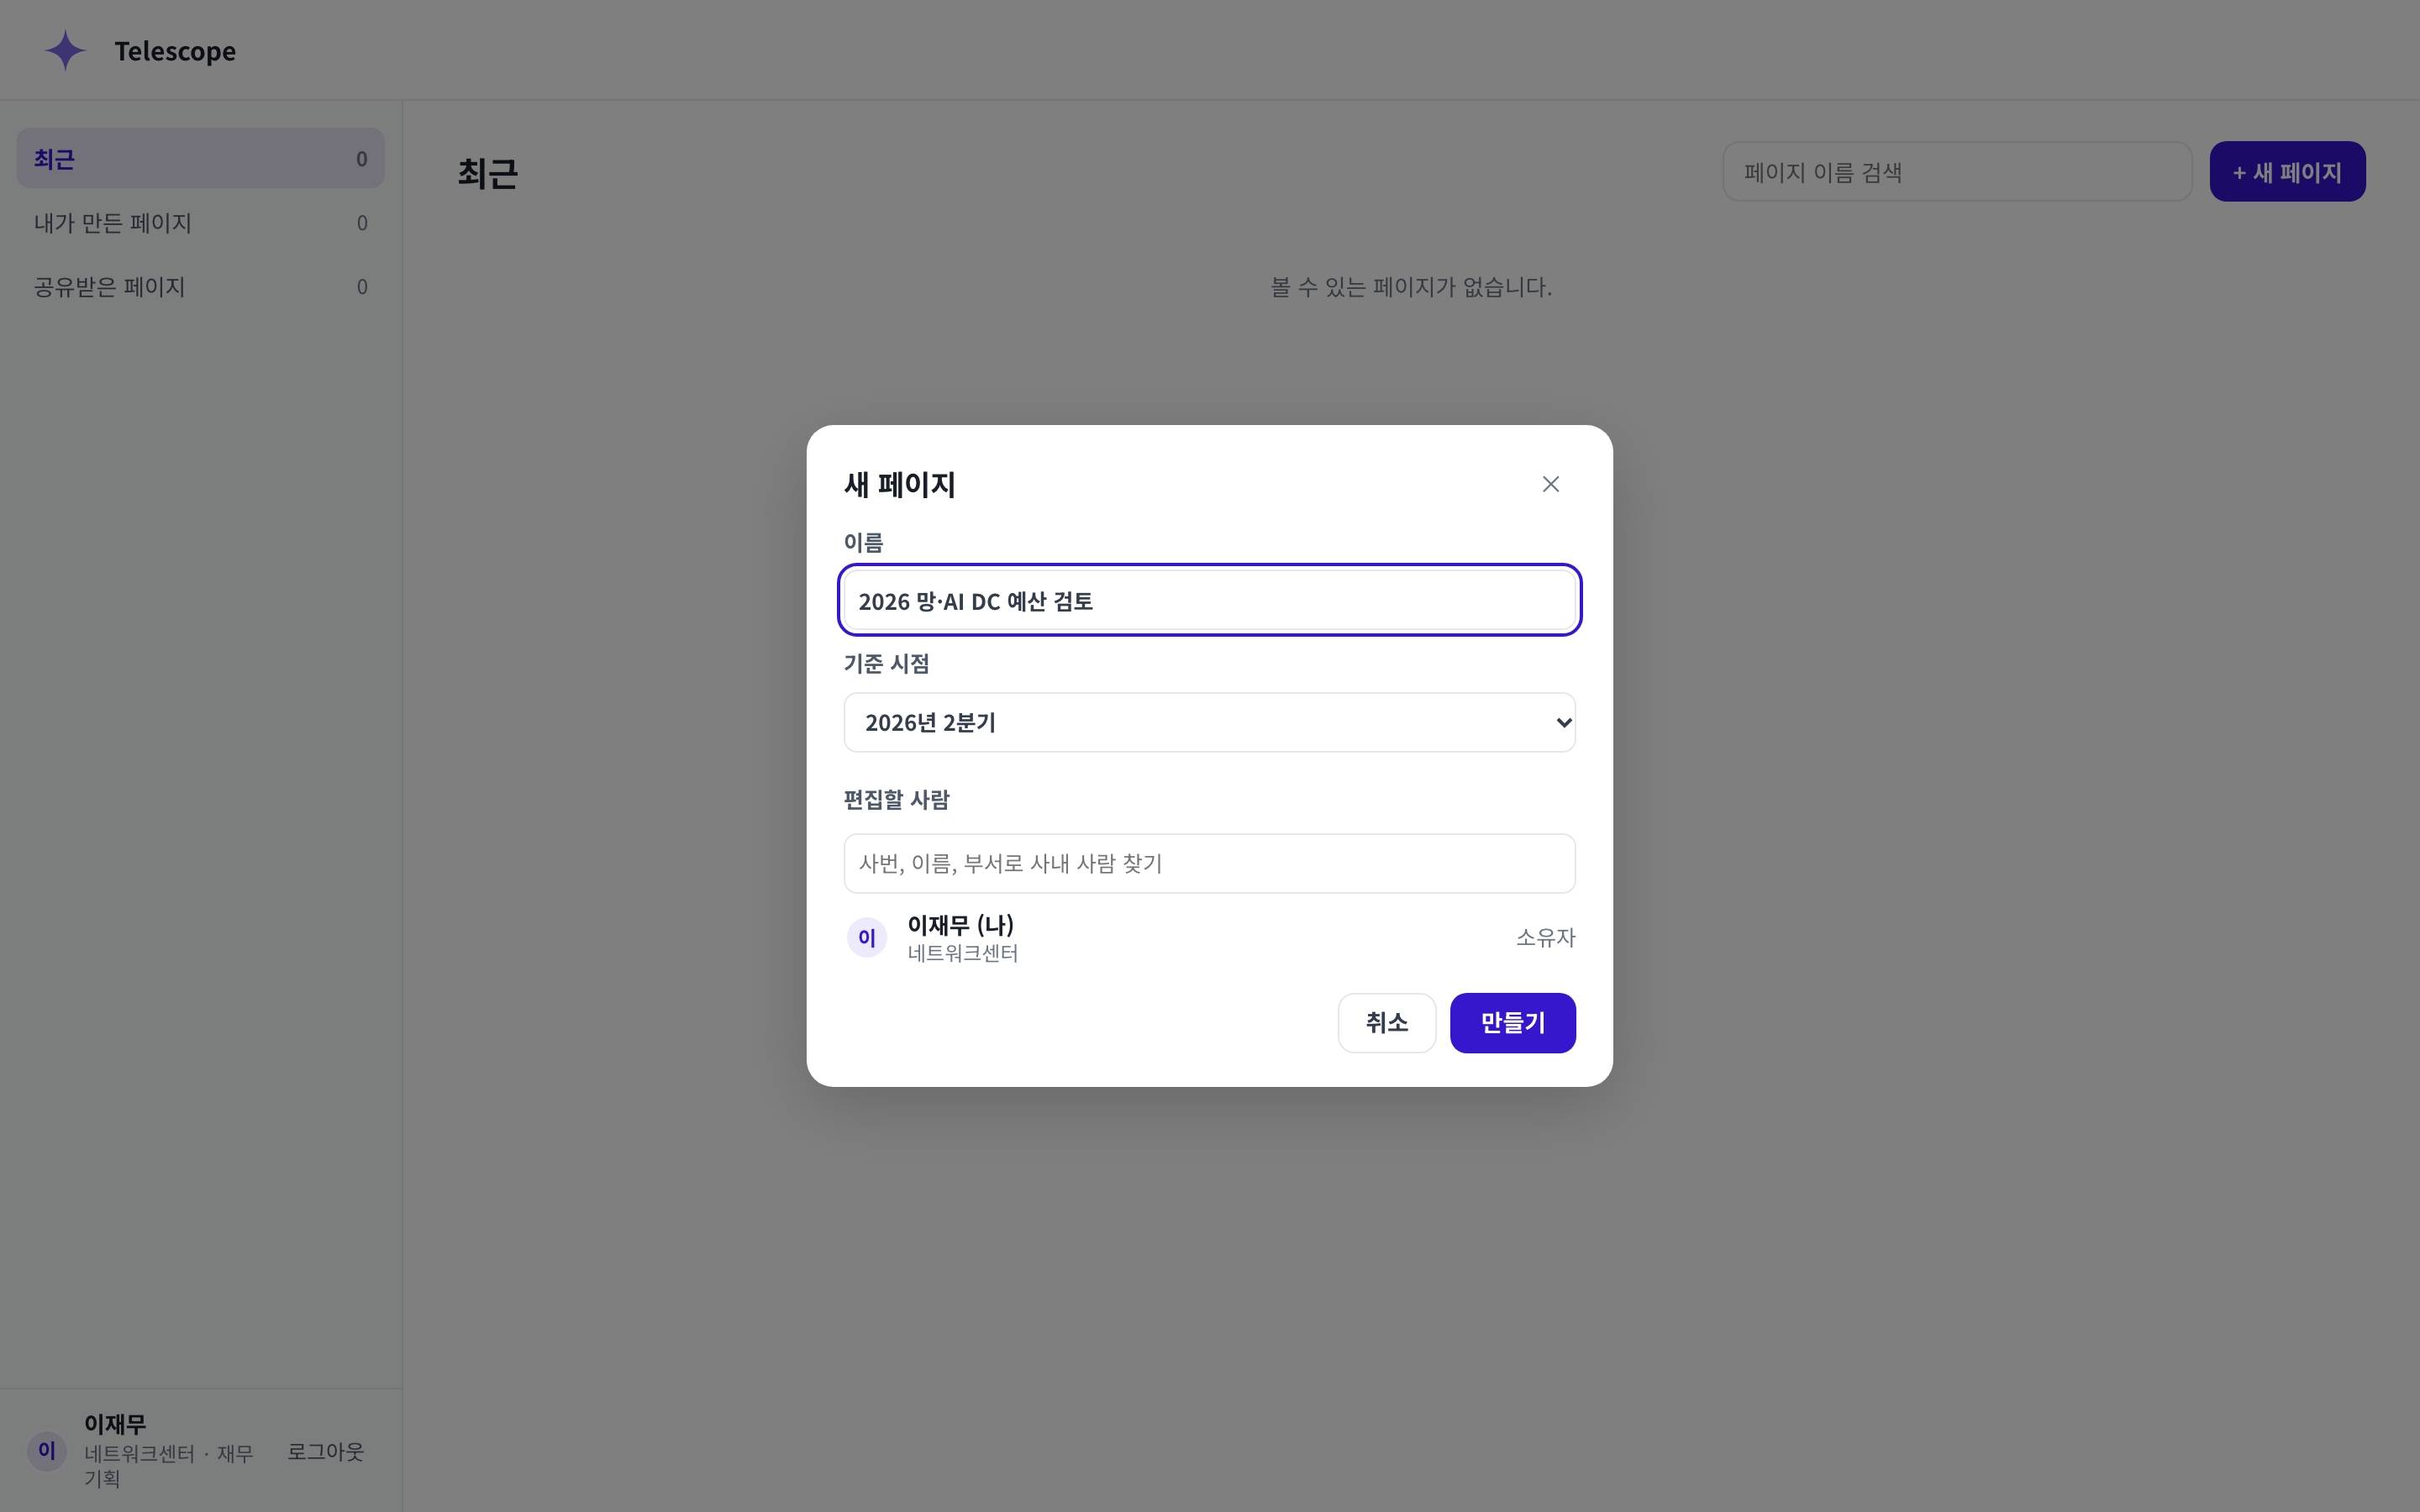 Telescope
최근 0
내가 만든 페이지 0
공유받은 페이지 0
최근
페이지 이름 검색
+ 새 페이지
볼 수 있는 페이지가 없습니다.
새 페이지
이름
2026 망·AI DC 예산 검토
기준 시점
2026년 2분기
편집할 사람
사번, 이름, 부서로 사내 사람 찾기
이
이재무 (나)
네트워크센터
소유자
취소
만들기
이
이재무
네트워크센터 · 재무
기획
로그아웃